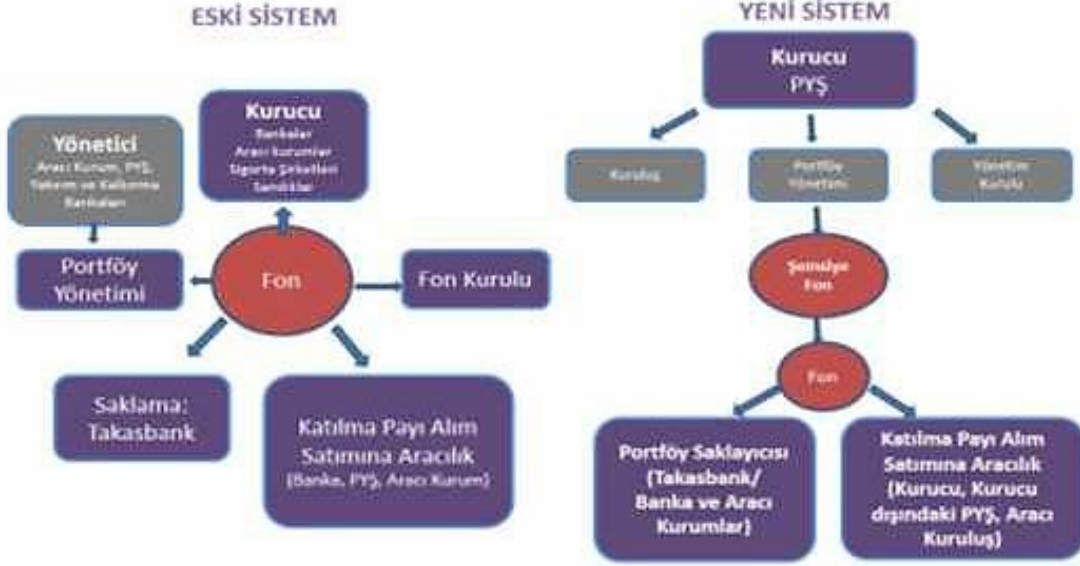 ESKİ SİSTEM
Kurucu
Bankalar
Aracı kurumlar
Sigorta Şirketleri
Sandıklar
Yönetici
Aracı Kurum, PYŞ,
Yatırım ve Kalkınma
Bankaları
Portföy
Yönetimi
Fon
Fon Kurulu
Saklama:
Takasbank
Katılma Payı Alım
Satımına Aracılık
(Banka, PYŞ, Aracı Kurum)
YENİ SİSTEM
Kurucu
PYŞ
Kuruluş
Portföy
Yönetimi
Yönetim
Kurulu
Şemsiye
Fon
Fon
Portföy Saklayıcısı
(Takasbank/
Banka ve Aracı
Kurumlar)
Katılma Payı Alım
Satımına Aracılık
(Kurucu, Kurucu
dışındaki PYŞ, Aracı
Kuruluş)